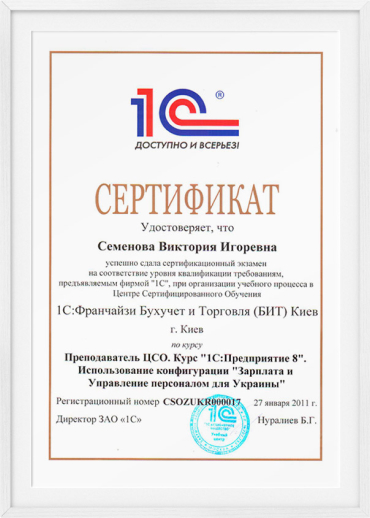 1С®
ДОСТУПНО И ВСЕРЬЕЗ!
СЕРТИФИКАТ
Удостоверяет, что
Семенова Виктория Игоревна
успешно сдала сертификационный экзамен
на соответствие уровня квалификации требованиям,
предъявляемым фирмой "1С", при организации учебного процесса в
Центре Сертифицированного Обучения
1С:Франчайзи Бухучет и Торговля (БИТ) Киев
г. Киев
по курсу
Преподаватель ЦСО. Курс "1С:Предприятие 8".
Использование конфигурации "Зарплата и
Управление персоналом для Украины"
Регистрационный номер CSOZUKR000017 27 января 2011 г.
Директор ЗАО «1С» Нуралиев Б.Г.
1С